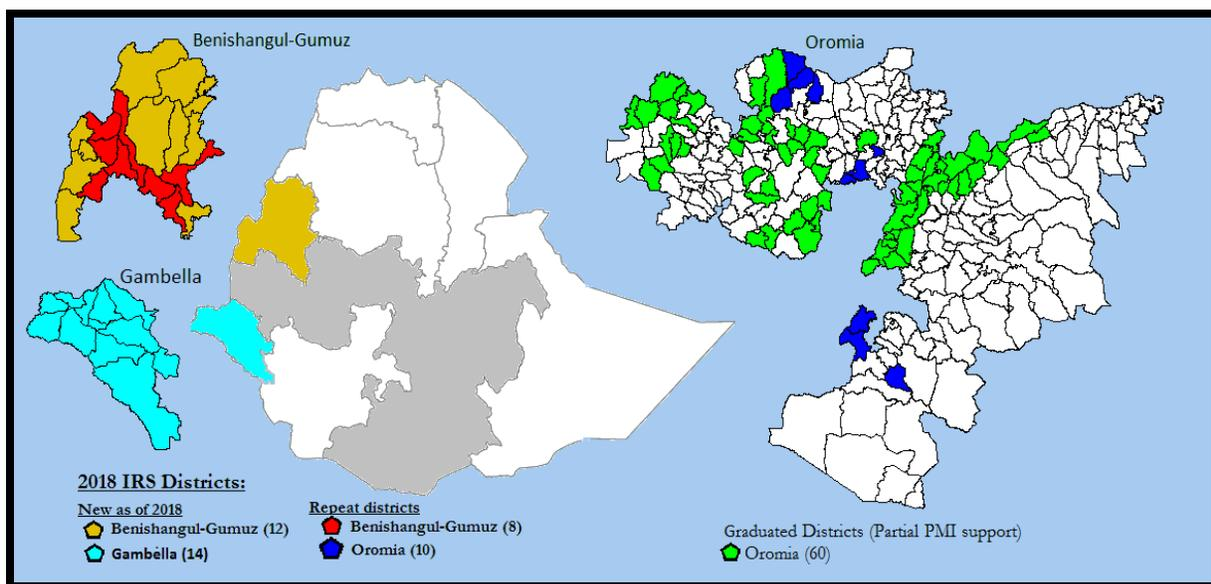 Benishangul-Gumuz
Oromia
Gambella
2018 IRS Districts:
New as of 2018
Benishangul-Gumuz (12)
Gambella (14)
Repeat districts
Benishangul-Gumuz (8)
Oromia (10)
Graduated Districts (Partial PMI support)
Oromia (60)